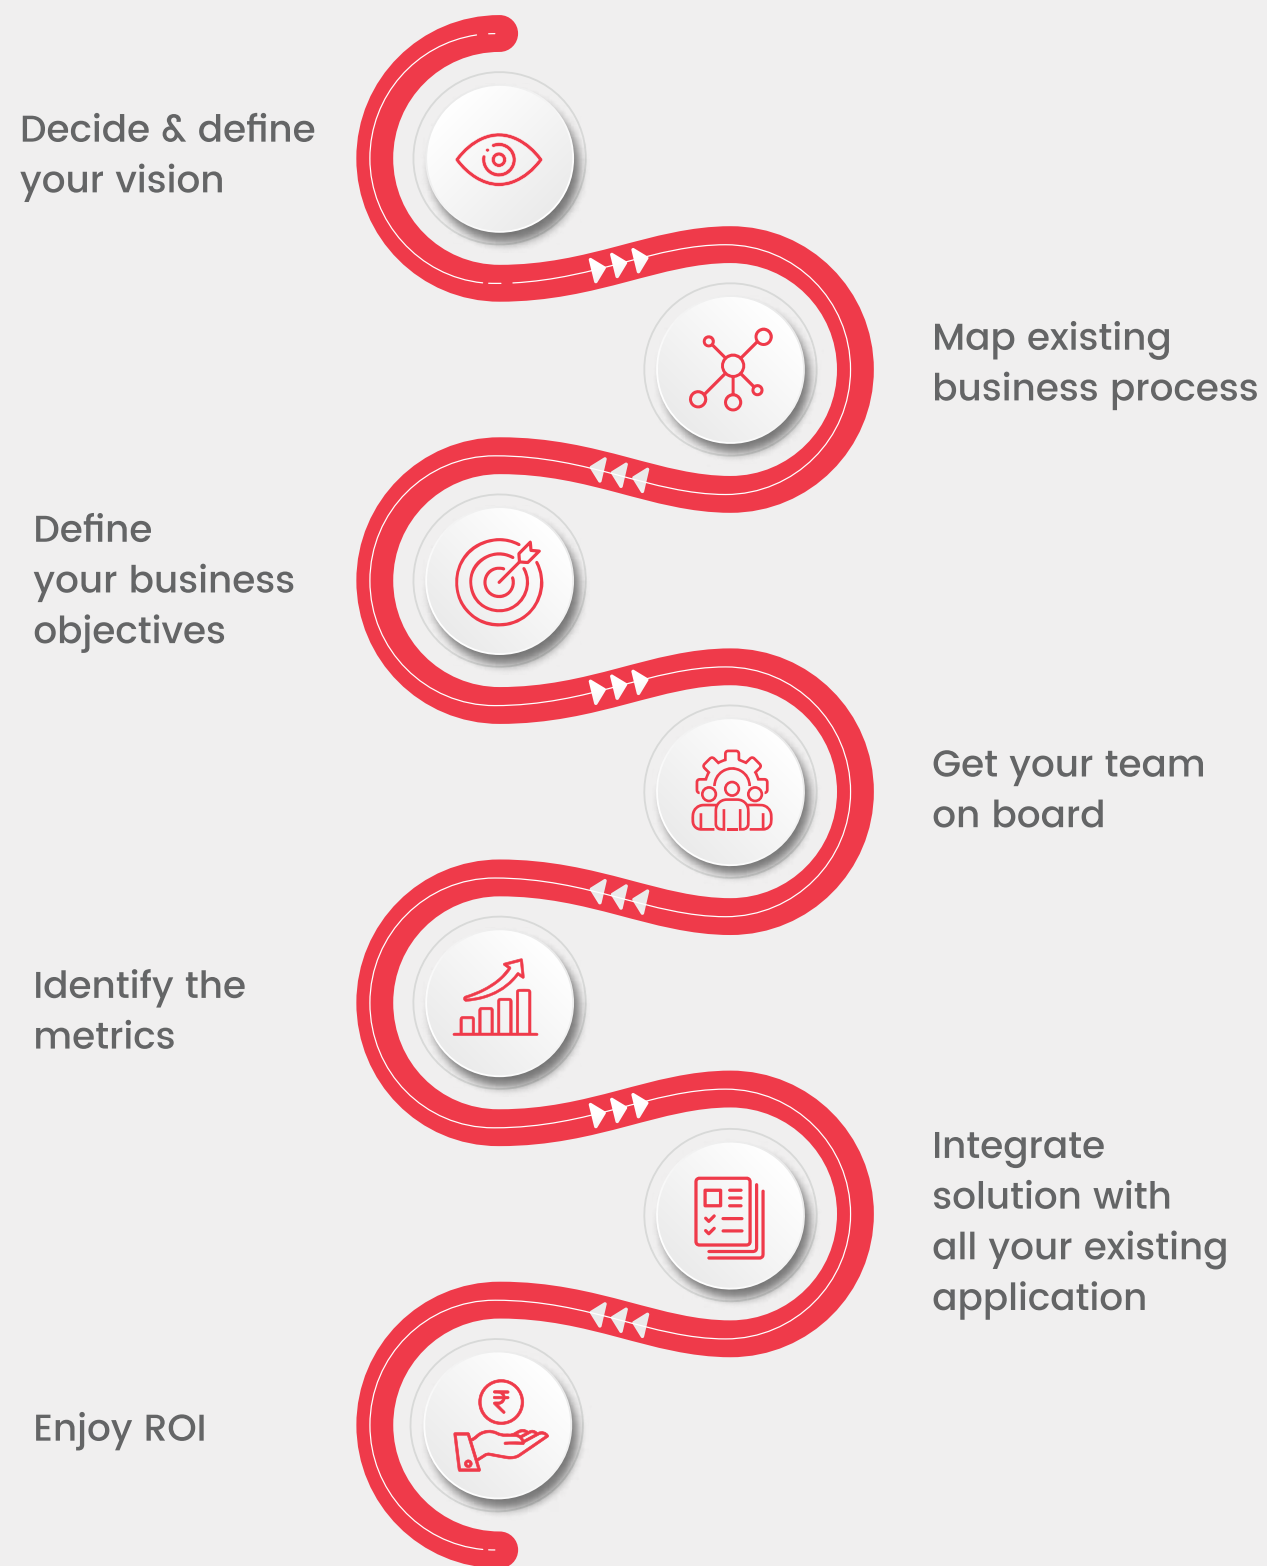 Decide & define
your vision
Map existing
business process
Define
your business
objectives
Get your team
on board
Identify the
metrics
Integrate
solution with
all your existing
application
₹
Enjoy ROI